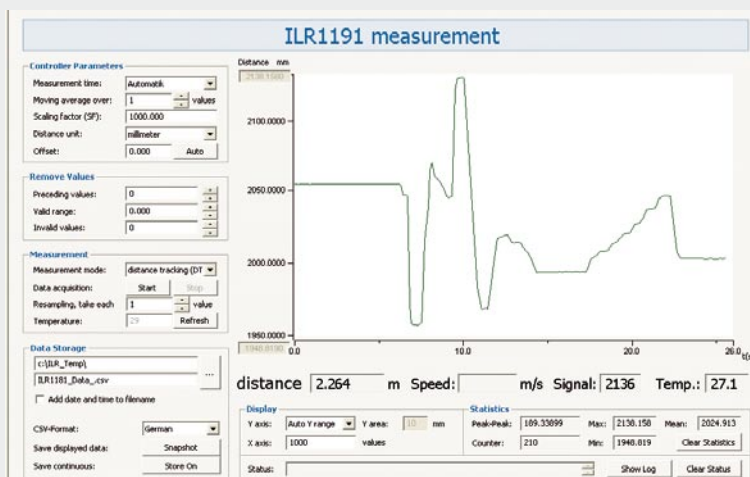 ILR1191 measurement
Controller Parameters
Measurement time: Automatik
Moving average over: 1 values
Scaling factor (SF): 1000.000
Distance unit: millimeter
Offset: 0.000 Auto
Remove Values
Preceding values: 0
Valid range: 0.000
Invalid values: 0
Measurement
Measurement mode: distance tracking (DT
Data acquisition: Start Stop
Resampling, take each 1 value
Temperature: 29 Refresh
Data Storage
c:\ILR_Temp\
ILR1181_Data_.csv
...
Add date and time to filename
CSV-Format: German
Save displayed data: Snapshot
Save continuous: Store On
Distance mm
2138.1580
2100.0000
2050.0000
2000.0000
1950.0000
1948.8190
0.0 10.0 20.0 26.0
t(s
distance 2.264 m Speed: m/s Signal: 2136 Temp.: 27.1
Display
Y axis: Auto Y range Y area: 10 mm
X axis: 1000 values
Statistics
Peak-Peak: 189.33899 Max: 2138.158 Mean: 2024.913
Counter: 210 Min: 1948.819 Clear Statistics
Status: Show Log Clear Status